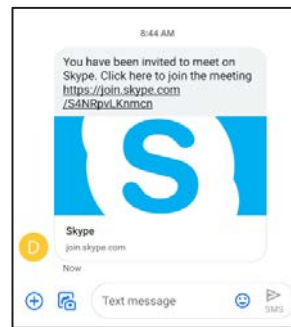 8:44 AM
You have been invited to meet on
Skype. Click here to join the meeting
https://join.skype.com
/S4NRpvLKnmcn
S
Skype
join.skype.com
D
Now
Text message
SMS